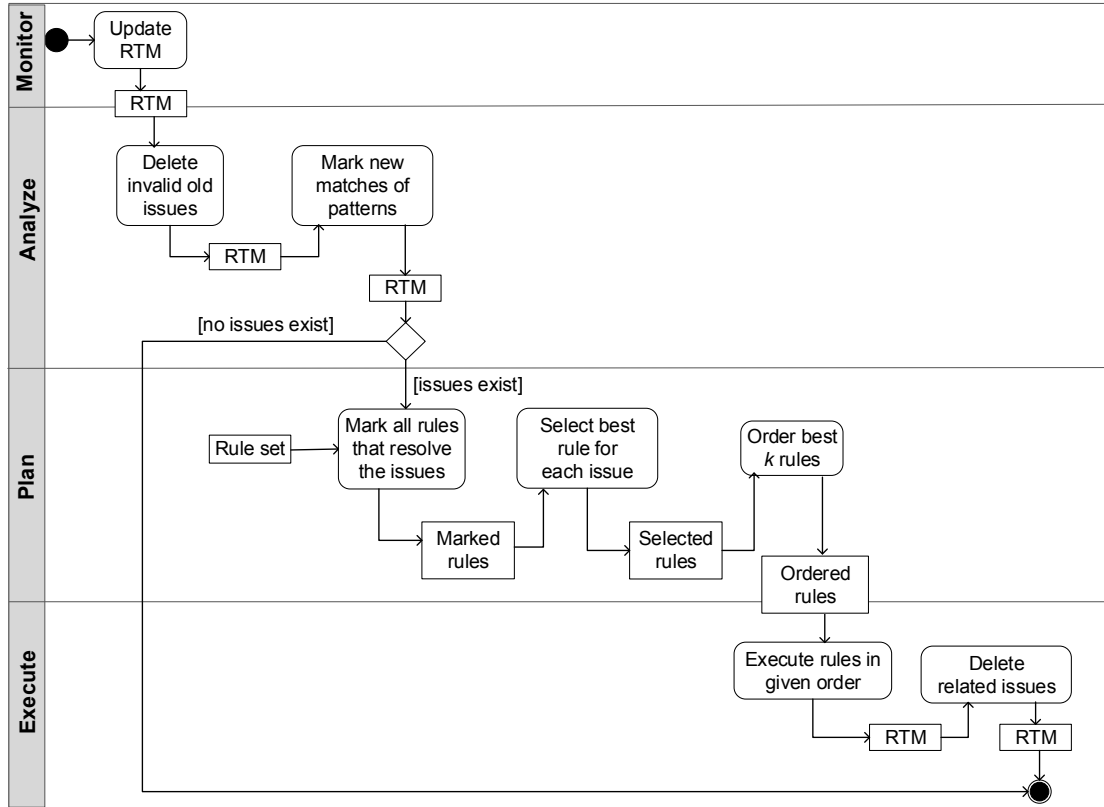 Monitor
Update
RTM
RTM
Analyze
Delete
invalid old
issues
Mark new
matches of
patterns
RTM
RTM
[no issues exist]
[issues exist]
Plan
Rule set
Mark all rules
that resolve
the issues
Select best
rule for
each issue
Order best
k rules
Marked
rules
Selected
rules
Ordered
rules
Execute
Execute rules in
given order
Delete
related issues
RTM
RTM